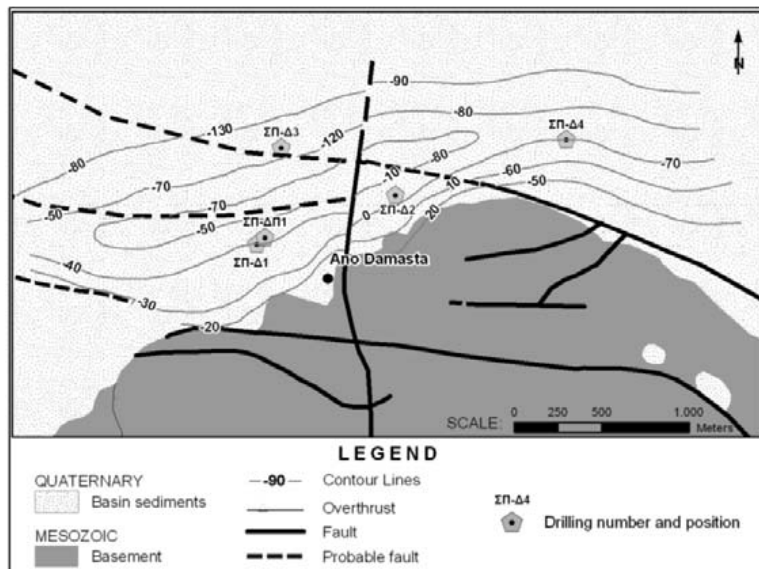 N
-90
-80
-130
-120
ΣΠ-Δ3
ΣΠ-Δ4
-80
-70
-80
-70
-10
-60
-70
-50
-50
-70
-50
0
-10
20
ΣΠ-Δ2
ΣΠ-ΔΠ1
ΣΠ-Δ1
-40
Ano Damasta
-30
-20
SCALE: 0 250 500 1.000
Meters
LEGEND
QUATERNARY
Basin sediments
MESOZOIC
Basement
-90 Contour Lines
Overthrust
Fault
Probable fault
ΣΠ-Δ4
Drilling number and position